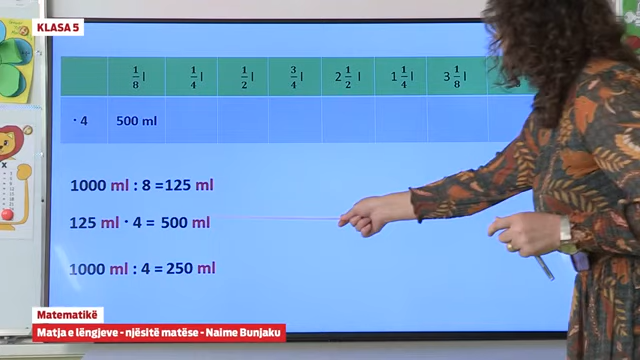 KLASA 5
1/8 l 1/4 l 1/2 l 3/4 l 2 1/2 l 1 1/4 l 3 1/8 l
· 4 500 ml
1000 ml : 8 = 125 ml
125 ml · 4 = 500 ml
1000 ml : 4 = 250 ml
Matematikë
Matja e lëngjeve - njësitë matëse - Naime Bunjaku